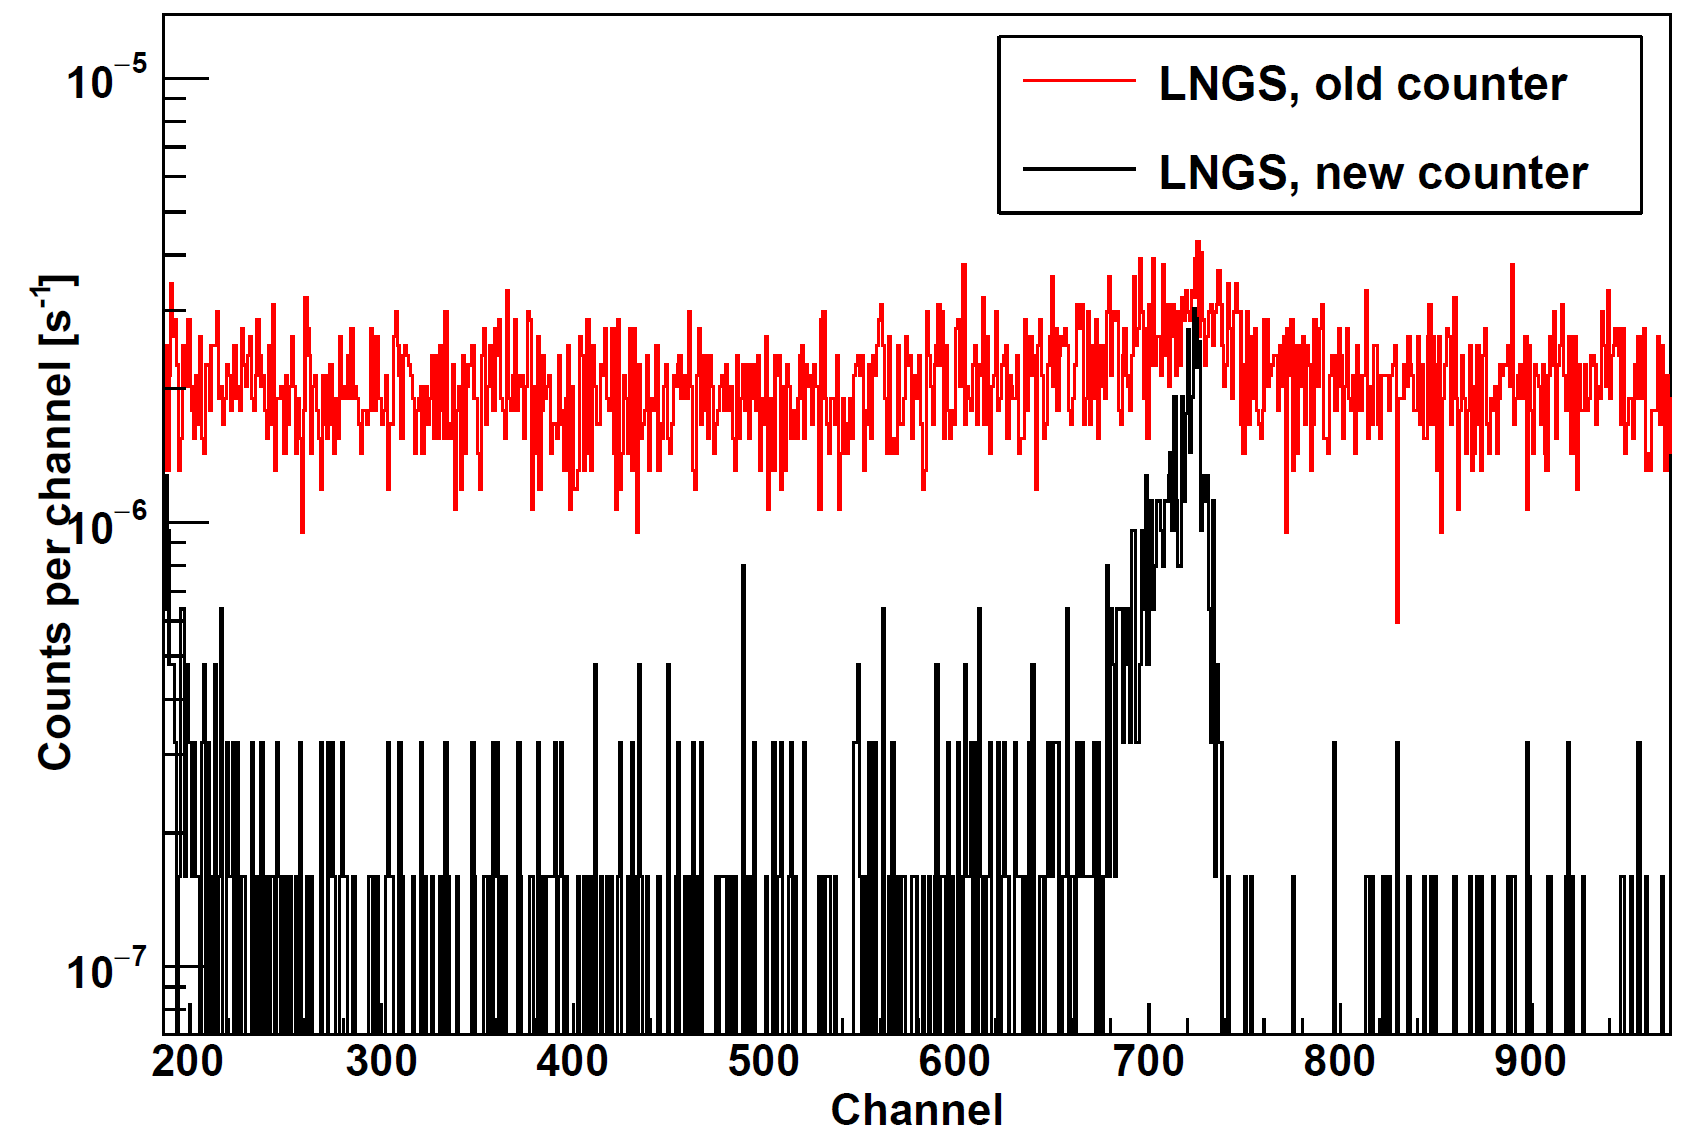 LNGS, old counter
LNGS, new counter
Counts per channel [s⁻¹]
10⁻⁵
10⁻⁶
10⁻⁷
200 300 400 500 600 700 800 900
Channel